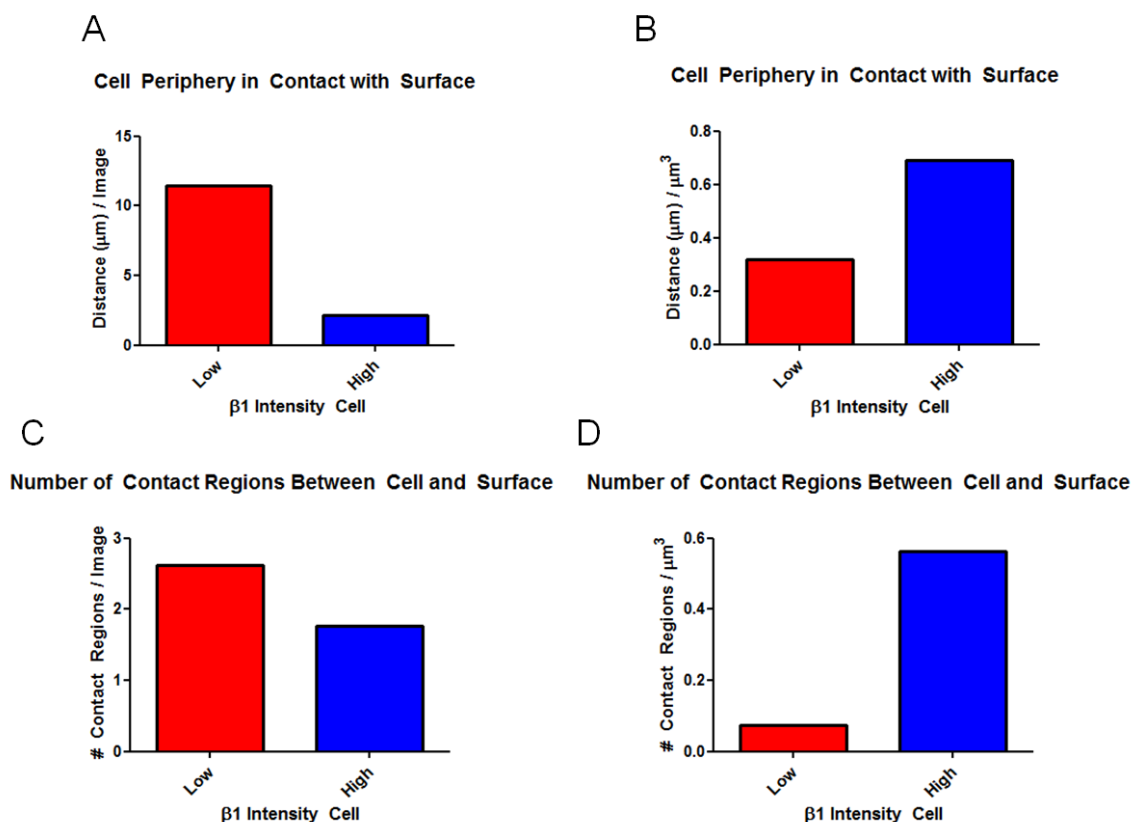 A
Cell Periphery in Contact with Surface
Distance (μm) / Image
15
10
5
0
Low
High
β1 Intensity Cell
B
Cell Periphery in Contact with Surface
Distance (μm) / μm³
0.8
0.6
0.4
0.2
0.0
Low
High
β1 Intensity Cell
C
Number of Contact Regions Between Cell and Surface
# Contact Regions / Image
3
2
1
0
Low
High
β1 Intensity Cell
D
Number of Contact Regions Between Cell and Surface
# Contact Regions / μm³
0.6
0.4
0.2
0.0
Low
High
β1 Intensity Cell